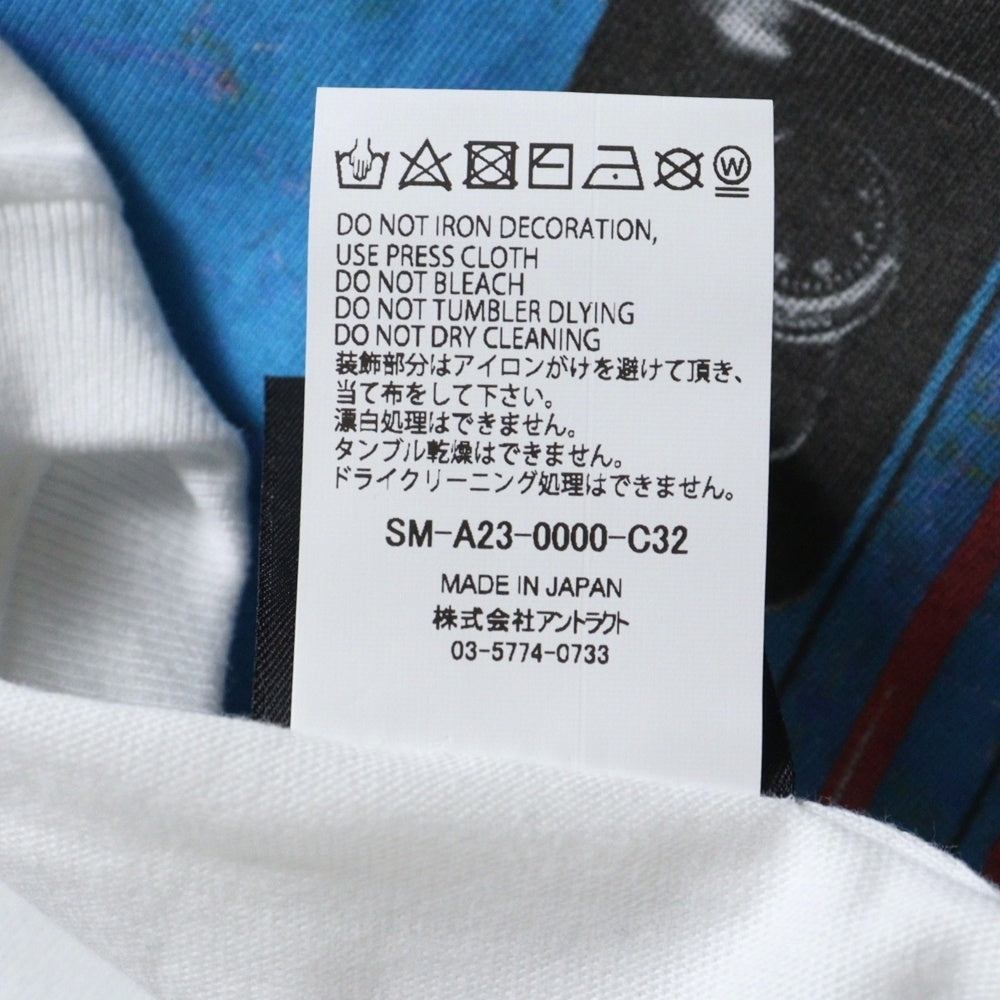 W
DO NOT IRON DECORATION,
USE PRESS CLOTH
DO NOT BLEACH
DO NOT TUMBLER DLYING
DO NOT DRY CLEANING
装飾部分はアイロンがけを避けて頂き、
当て布をして下さい。
漂白処理はできません。
タンブル乾燥はできません。
ドライクリーニング処理はできません。
SM-A23-0000-C32
MADE IN JAPAN
株式会社アントラクト
03-5774-0733